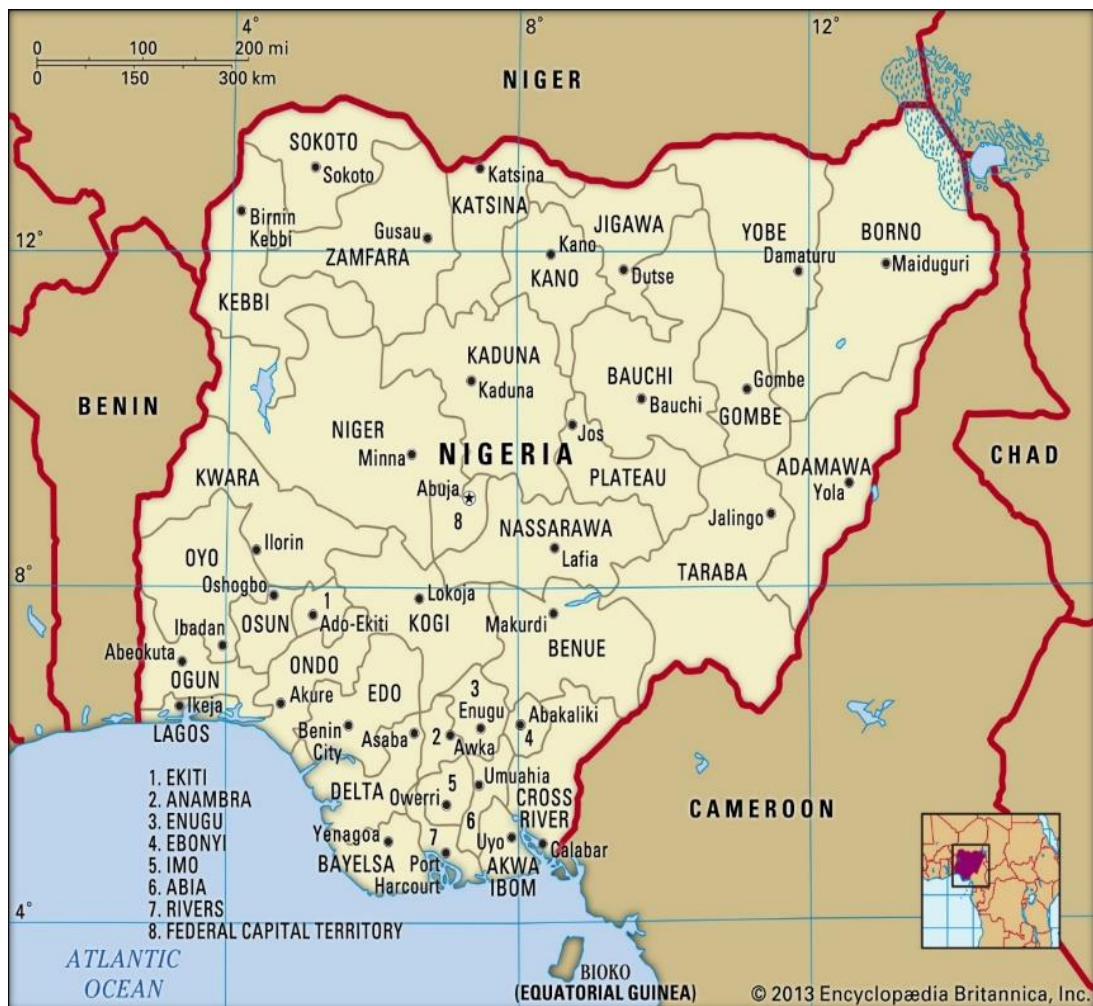 4°
8°
12°
0 100 200 mi
0 150 300 km
NIGER
SOKOTO
Sokoto
Katsina
KATSINA
Birnin
Kebbi
Gusau
ZAMFARA
JIGAWA
Kano
KANO
Dutse
YOBE
Damaturu
BORNO
Maiduguri
12°
KEBBI
KADUNA
Kaduna
BAUCHI
Bauchi
Gombe
GOMBE
BENIN
NIGER
Minna
NIGERIA
Jos
PLATEAU
ADAMAWA
Yola
CHAD
KWARA
Abuja
8
NASSARAWA
Lafia
Jalingo
TARABA
Ilorin
OYO
Oshogbo
8°
1
Ado-Ekiti
Lokoja
KOGI
Makurdi
BENUE
Ibadan
OSUN
Abeokuta
OGUN
ONDO
Akure
EDO
3
Enugu
Abakaliki
4
Ikeja
LAGOS
Benin
City
Asaba
2
Awka
Umuahia
5
Owerri
DELTA
CROSS
RIVER
6
Yenagoa
BAYELSA
7
Port
Harcourt
Uyo
AKWA
IBOM
Calabar
CAMEROON
1. EKITI
2. ANAMBRA
3. ENUGU
4. EBONYI
5. IMO
6. ABIA
7. RIVERS
8. FEDERAL CAPITAL TERRITORY
4°
ATLANTIC
OCEAN
BIOKO
(EQUATORIAL GUINEA)
© 2013 Encyclopædia Britannica, Inc.